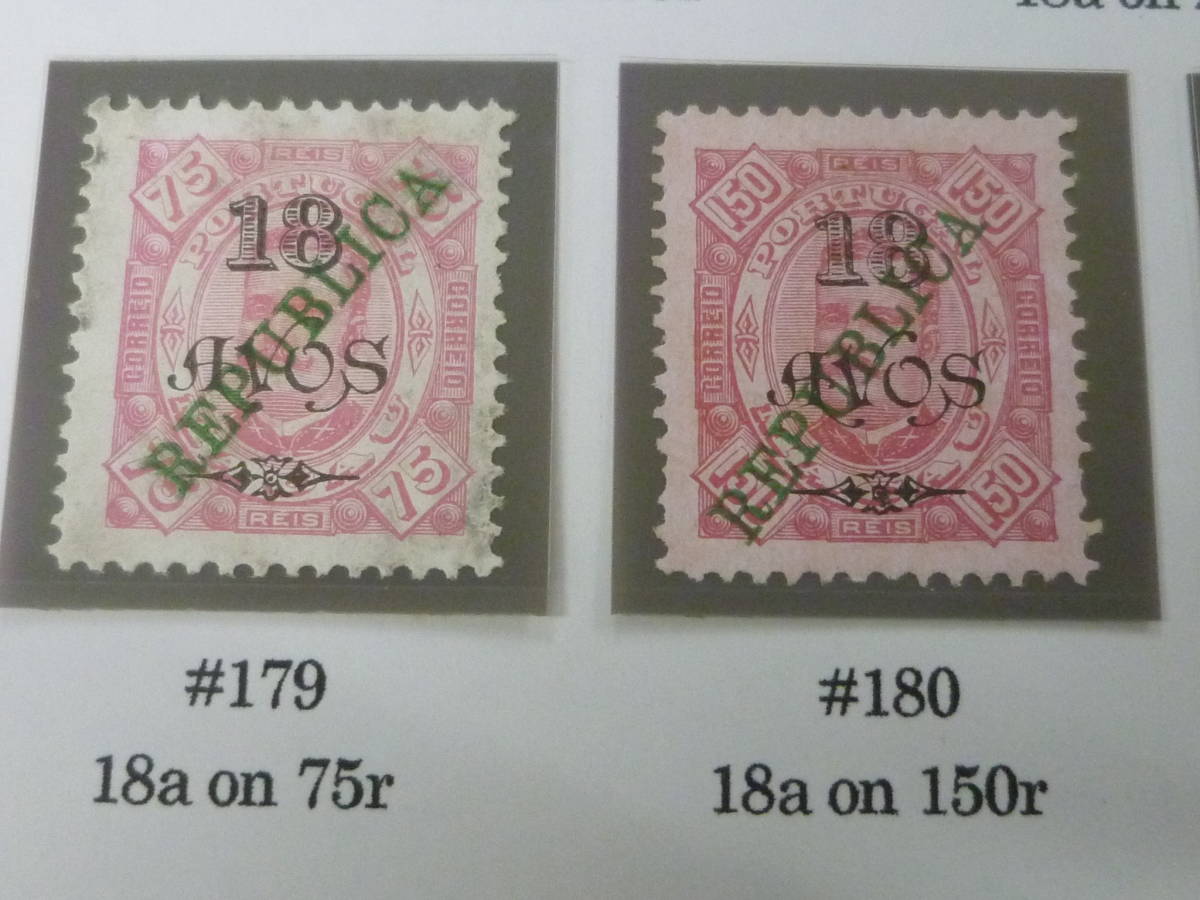 REIS
75
PORTUGAL
18
CORREIO
CORREIO
REPUBLICA
AVOS
75
REIS
REIS
150
150
PORTUGAL
18
CORREIO
CORREIO
REPUBLICA
AVOS
150
REIS
#179
18a on 75r
#180
18a on 150r